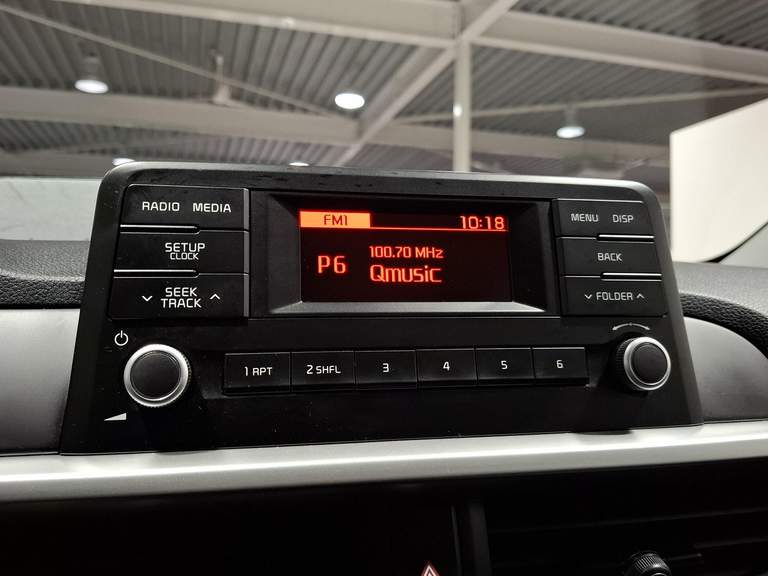 RADIO MEDIA
SETUP
CLOCK
SEEK
TRACK
FM1 10:18
100.70 MHz
P6 Qmusic
MENU DISP
BACK
FOLDER
1 RPT 2 SHFL 3 4 5 6